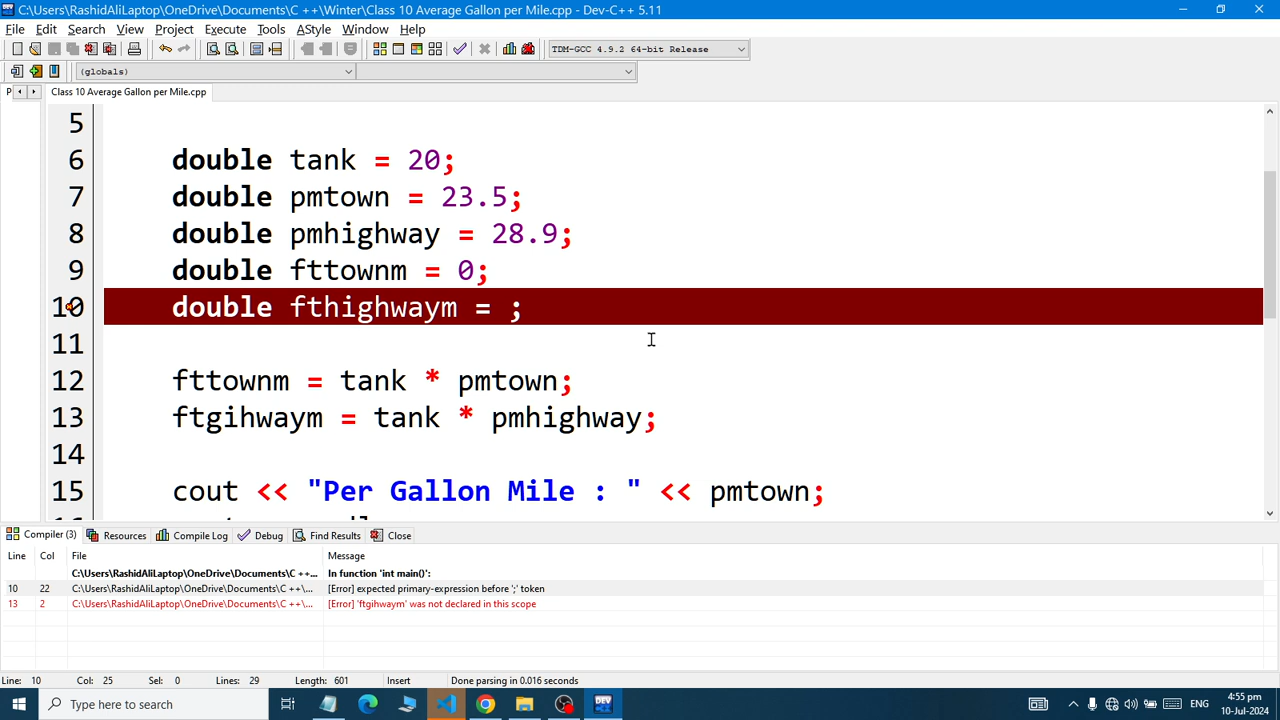 C:\Users\RashidAliLaptop\OneDrive\Documents\C ++\Winter\Class 10 Average Gallon per Mile.cpp - Dev-C++ 5.11
File Edit Search View Project Execute Tools AStyle Window Help
TDM-GCC 4.9.2 64-bit Release
(globals)
P Class 10 Average Gallon per Mile.cpp
5
6 double tank = 20;
7 double pmtown = 23.5;
8 double pmhighway = 28.9;
9 double fttownm = 0;
10 double fthighwaym = ;
11
12 fttownm = tank * pmtown;
13 ftgihwaym = tank * pmhighway;
14
15 cout << "Per Gallon Mile : " << pmtown;
Compiler (3) Resources Compile Log Debug Find Results Close
Line Col File Message
C:\Users\RashidAliLaptop\OneDrive\Documents\C ++\... In function 'int main()':
10 22 C:\Users\RashidAliLaptop\OneDrive\Documents\C ++\... [Error] expected primary-expression before ';' token
13 2 C:\Users\RashidAliLaptop\OneDrive\Documents\C ++\... [Error] 'ftgihwaym' was not declared in this scope
Line: 10 Col: 25 Sel: 0 Lines: 29 Length: 601 Insert Done parsing in 0.016 seconds
Type here to search
ENG
4:55 pm
10-Jul-2024